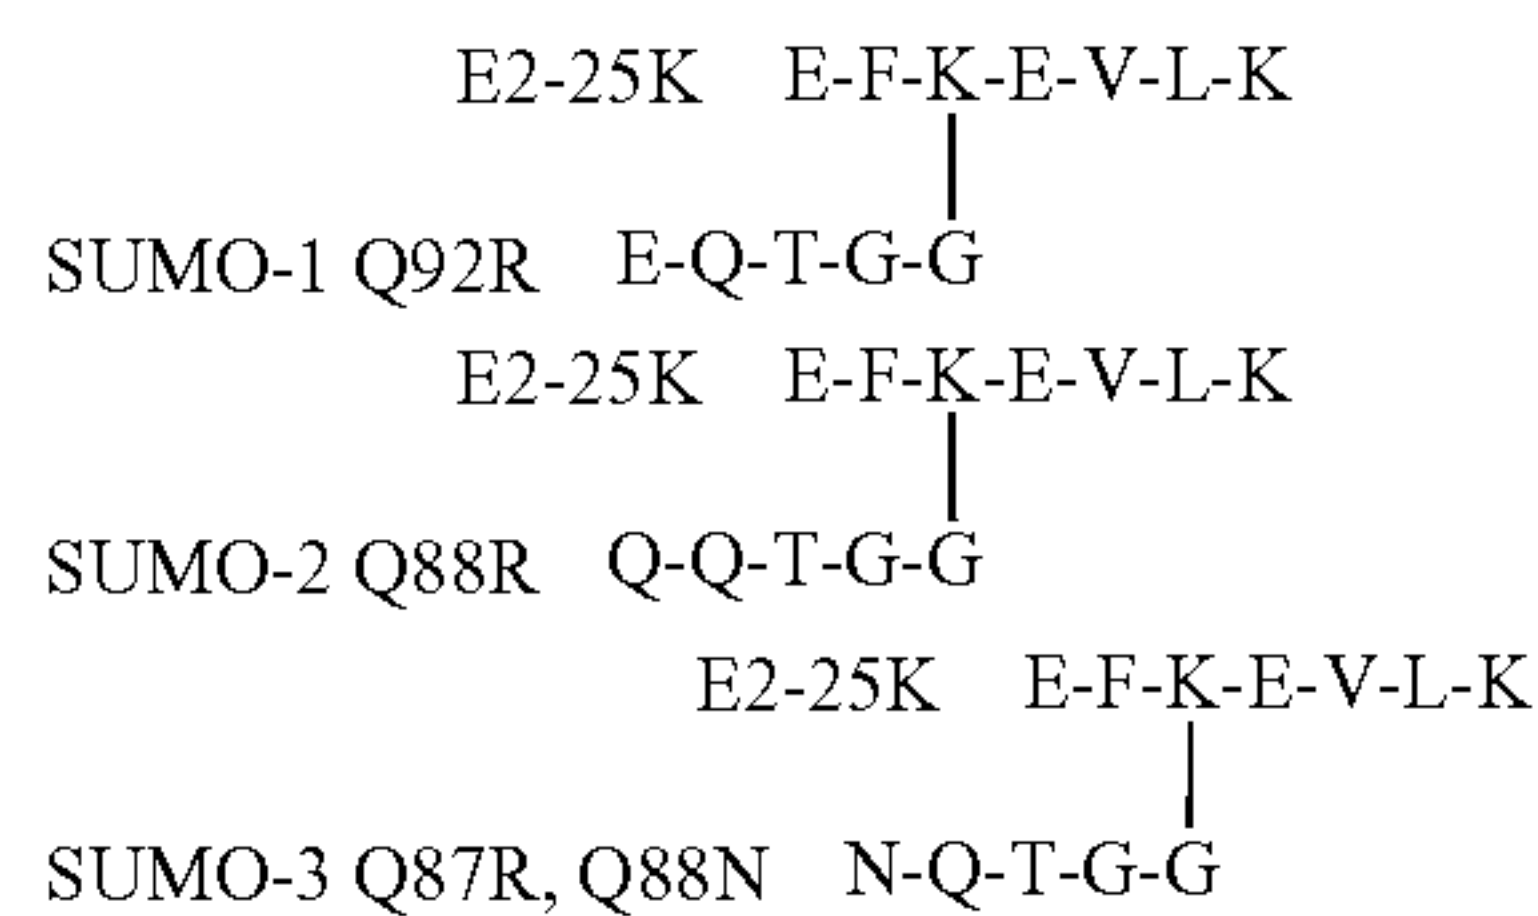 E2-25K E-F-K-E-V-L-K
SUMO-1 Q92R E-Q-T-G-G
E2-25K E-F-K-E-V-L-K
SUMO-2 Q88R Q-Q-T-G-G
E2-25K E-F-K-E-V-L-K
SUMO-3 Q87R, Q88N N-Q-T-G-G